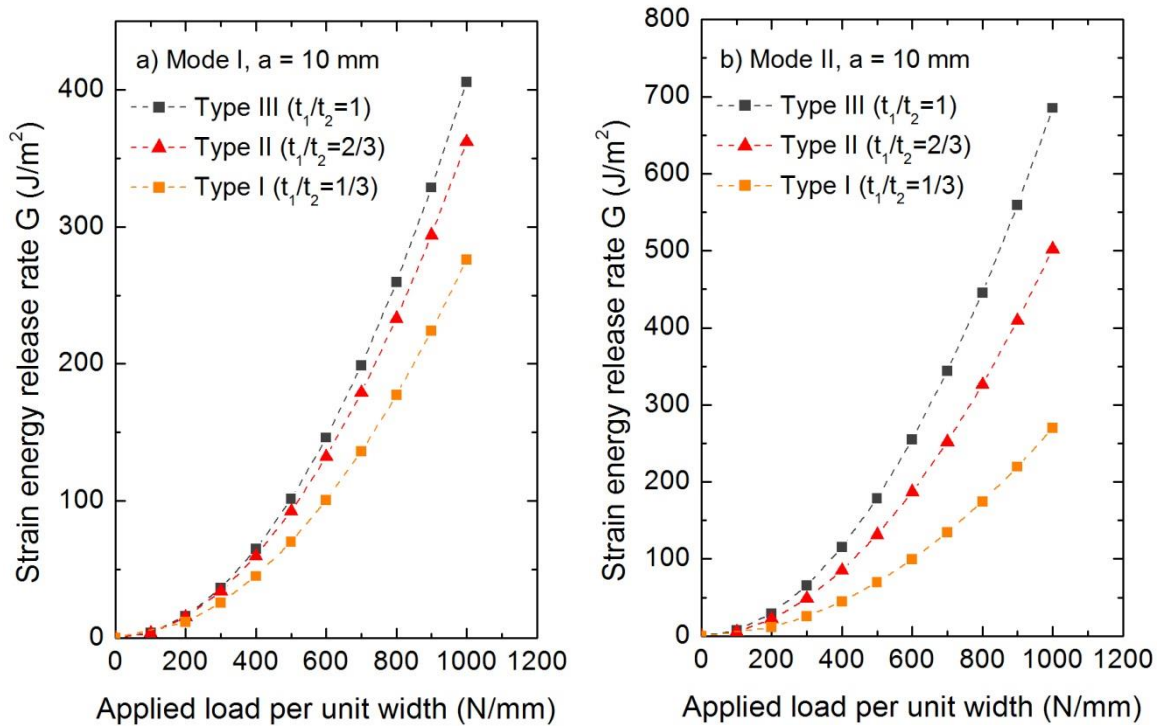 a) Mode I, a = 10 mm
Type III (t₁/t₂=1)
Type II (t₁/t₂=2/3)
Type I (t₁/t₂=1/3)
Strain energy release rate G (J/m²)
400
300
200
100
0
0 200 400 600 800 1000 1200
Applied load per unit width (N/mm)
b) Mode II, a = 10 mm
Type III (t₁/t₂=1)
Type II (t₁/t₂=2/3)
Type I (t₁/t₂=1/3)
Strain energy release rate G (J/m²)
800
700
600
500
400
300
200
100
0
0 200 400 600 800 1000 1200
Applied load per unit width (N/mm)